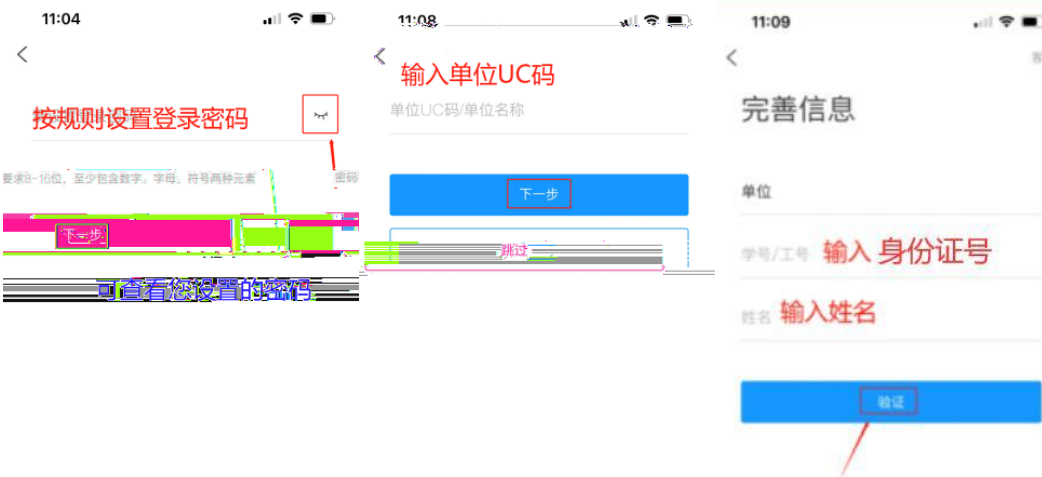 11:04
按规则设置登录密码
要求8-16位，至少包含数字。字母、符号两种元素
密码
下一步
可查看您设置的密码
11:08
输入单位UC码
单位UC码/单位名称
下一步
跳过
11:09
客
完善信息
单位
学号/工号 输入 身份证号
姓名 输入姓名
验证